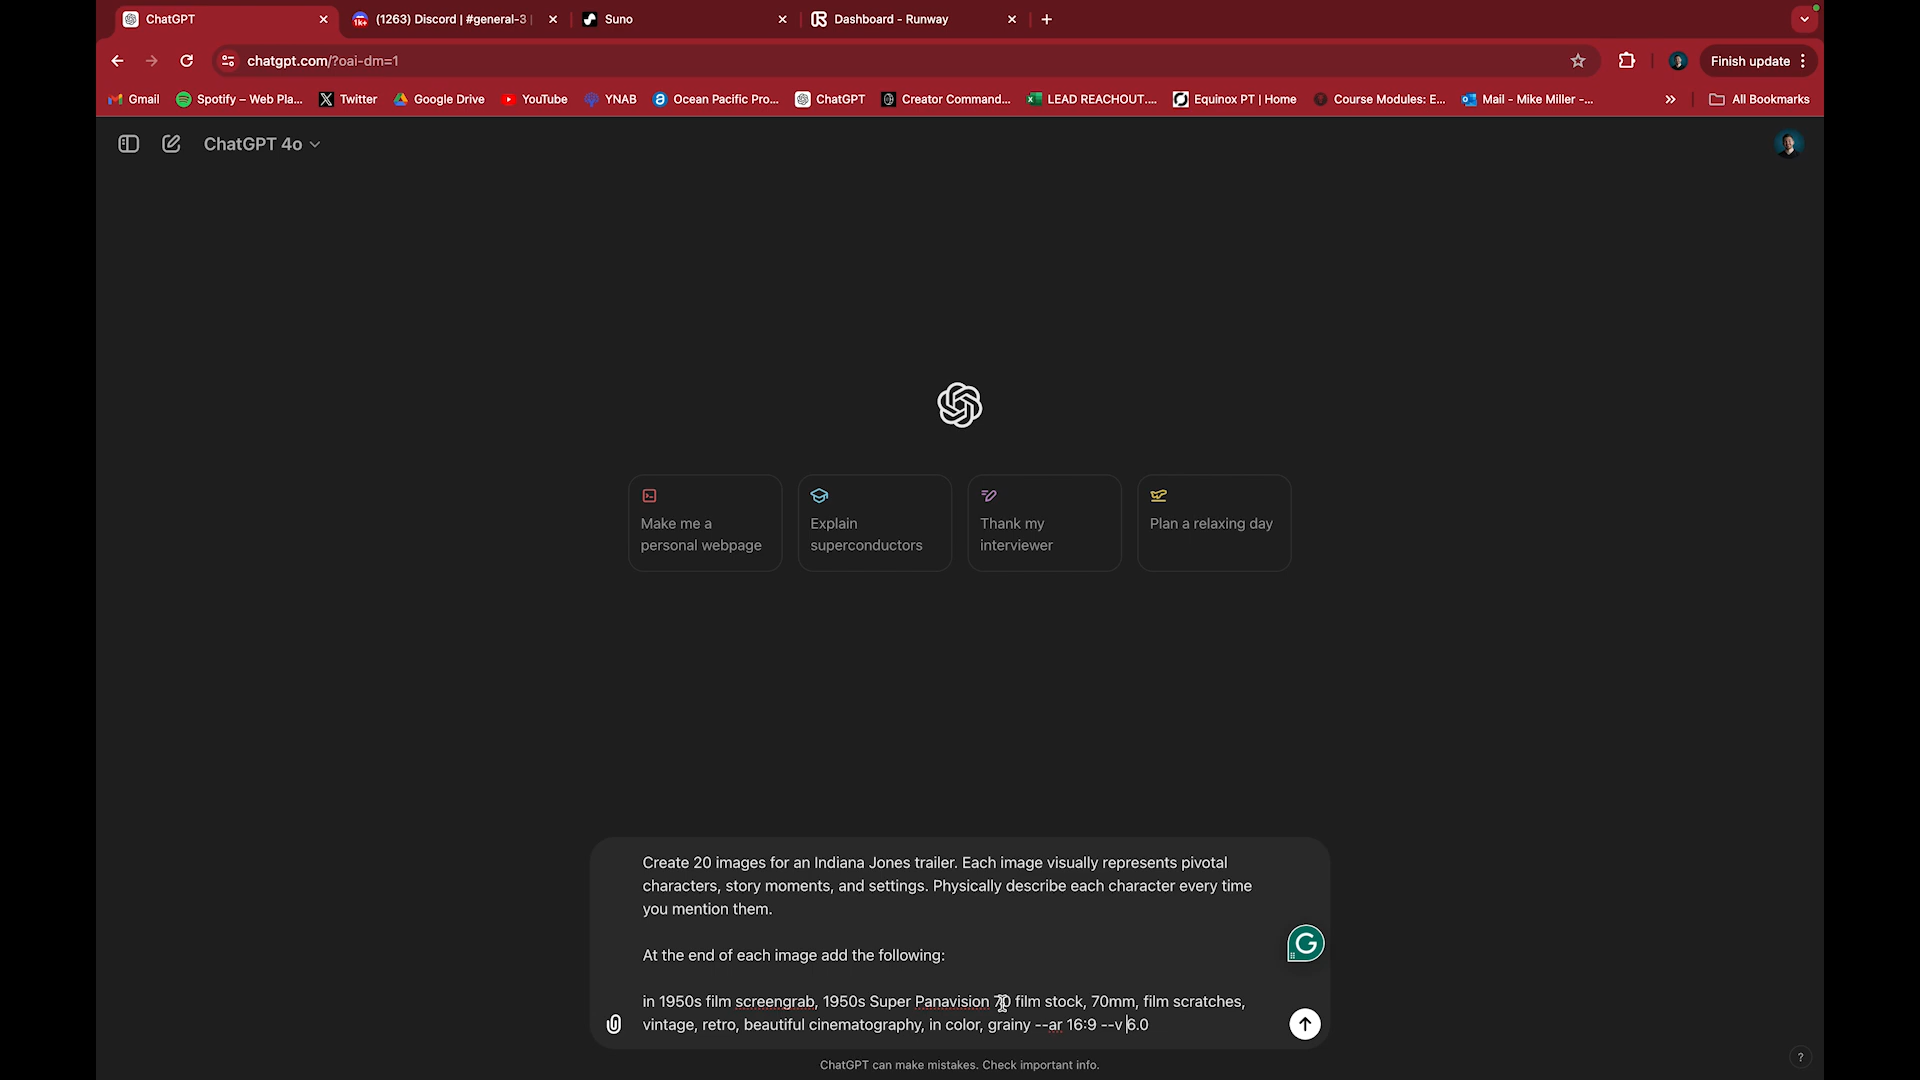 ChatGPT
(1263) Discord | #general-3
Suno
Dashboard - Runway
chatgpt.com/?oai-dm=1
Finish update
Gmail
Spotify – Web Pla...
Twitter
Google Drive
YouTube
YNAB
Ocean Pacific Pro...
ChatGPT
Creator Command...
LEAD REACHOUT....
Equinox PT | Home
Course Modules: E...
Mail - Mike Miller -...
All Bookmarks
ChatGPT 4o
Make me a
personal webpage
Explain
superconductors
Thank my
interviewer
Plan a relaxing day
Create 20 images for an Indiana Jones trailer. Each image visually represents pivotal
characters, story moments, and settings. Physically describe each character every time
you mention them.
At the end of each image add the following:
in 1950s film screengrab, 1950s Super Panavision 70 film stock, 70mm, film scratches,
vintage, retro, beautiful cinematography, in color, grainy --ar 16:9 --v 6.0
ChatGPT can make mistakes. Check important info.